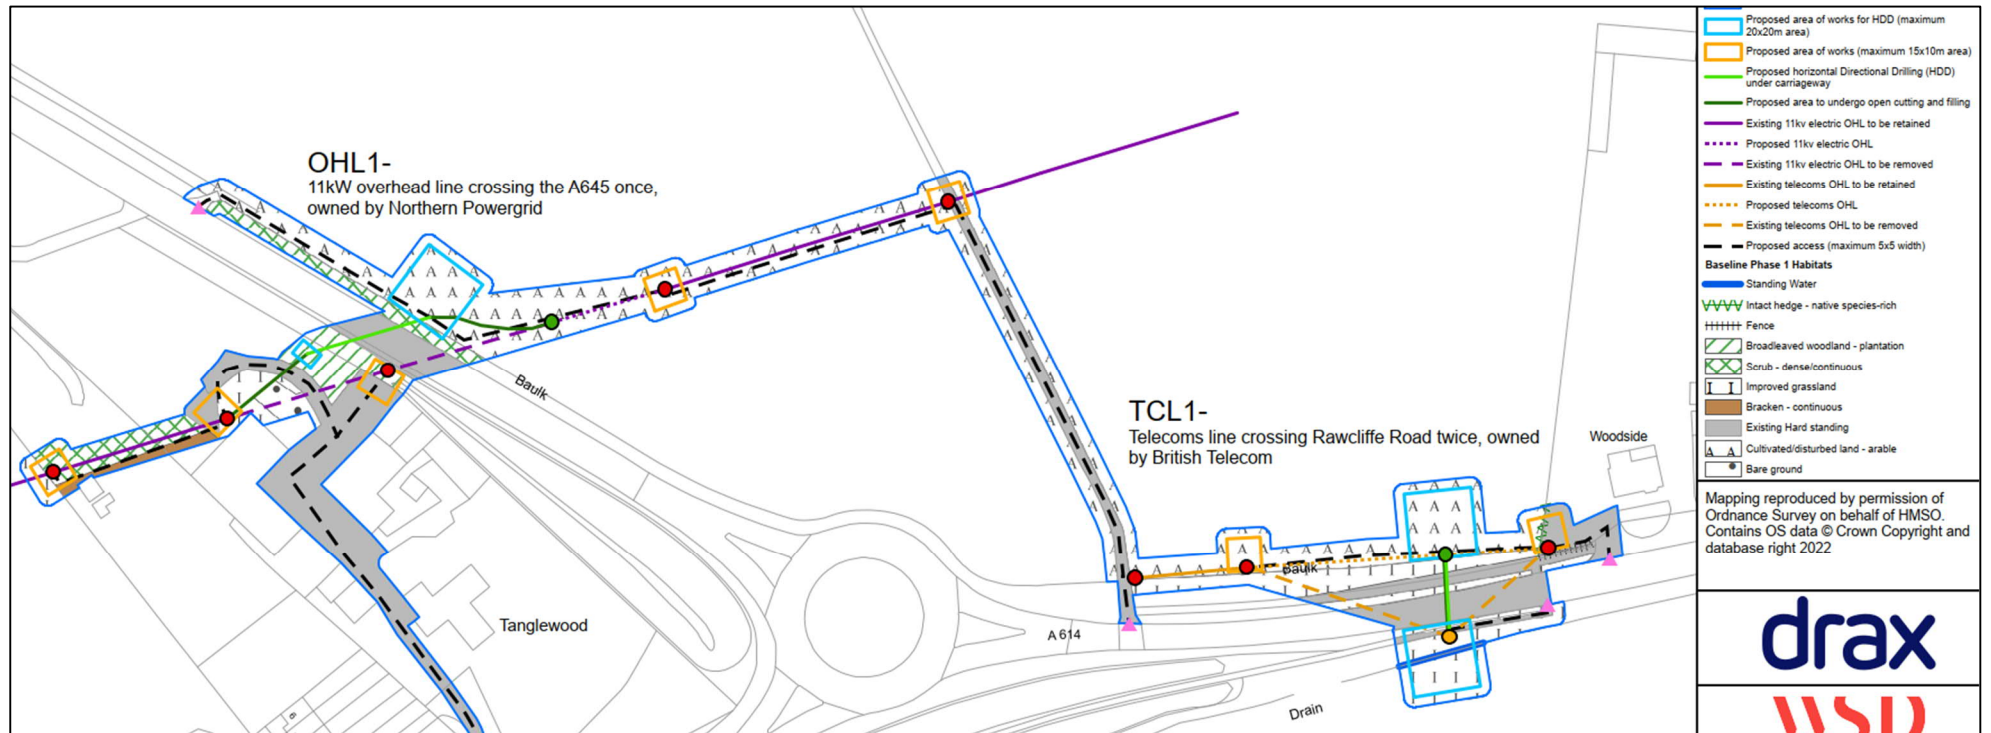 OHL1-
11kW overhead line crossing the A645 once,
owned by Northern Powergrid
Baulk
Tanglewood
TCL1-
Telecoms line crossing Rawcliffe Road twice, owned
by British Telecom
Woodside
Baulk
A 614
Drain
Proposed area of works for HDD (maximum
20x20m area)
Proposed area of works (maximum 15x10m area)
Proposed horizontal Directional Drilling (HDD)
under carriageway
Proposed area to undergo open cutting and filling
Existing 11kv electric OHL to be retained
Proposed 11kv electric OHL
Existing 11kv electric OHL to be removed
Existing telecoms OHL to be retained
Proposed telecoms OHL
Existing telecoms OHL to be removed
Proposed access (maximum 5x5 width)
Baseline Phase 1 Habitats
Standing Water
Intact hedge - native species-rich
Fence
Broadleaved woodland - plantation
Scrub - dense/continuous
I I Improved grassland
Bracken - continuous
Existing Hard standing
A A Cultivated/disturbed land - arable
Bare ground
Mapping reproduced by permission of
Ordnance Survey on behalf of HMSO.
Contains OS data © Crown Copyright and
database right 2022
drax
wsp